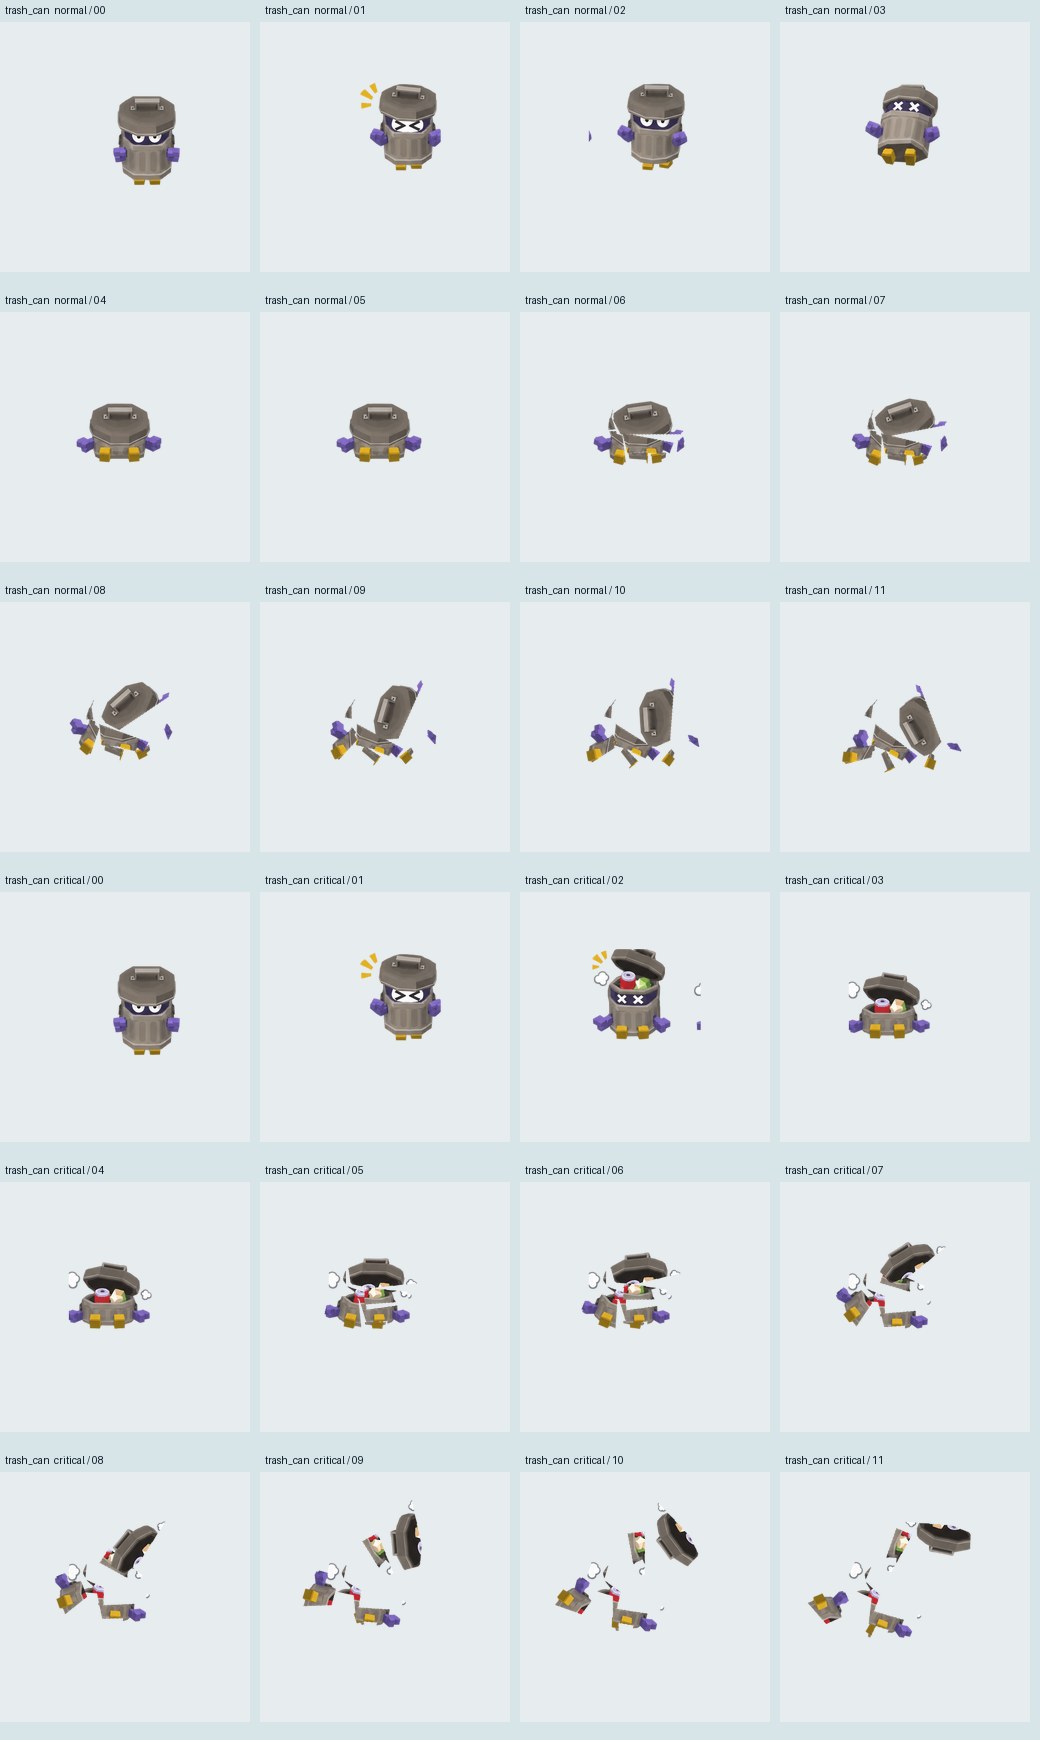 trash_can normal/00
trash_can normal/01
trash_can normal/02
trash_can normal/03
trash_can normal/04
trash_can normal/05
trash_can normal/06
trash_can normal/07
trash_can normal/08
trash_can normal/09
trash_can normal/10
trash_can normal/11
trash_can critical/00
trash_can critical/01
trash_can critical/02
trash_can critical/03
trash_can critical/04
trash_can critical/05
trash_can critical/06
trash_can critical/07
trash_can critical/08
trash_can critical/09
trash_can critical/10
trash_can critical/11